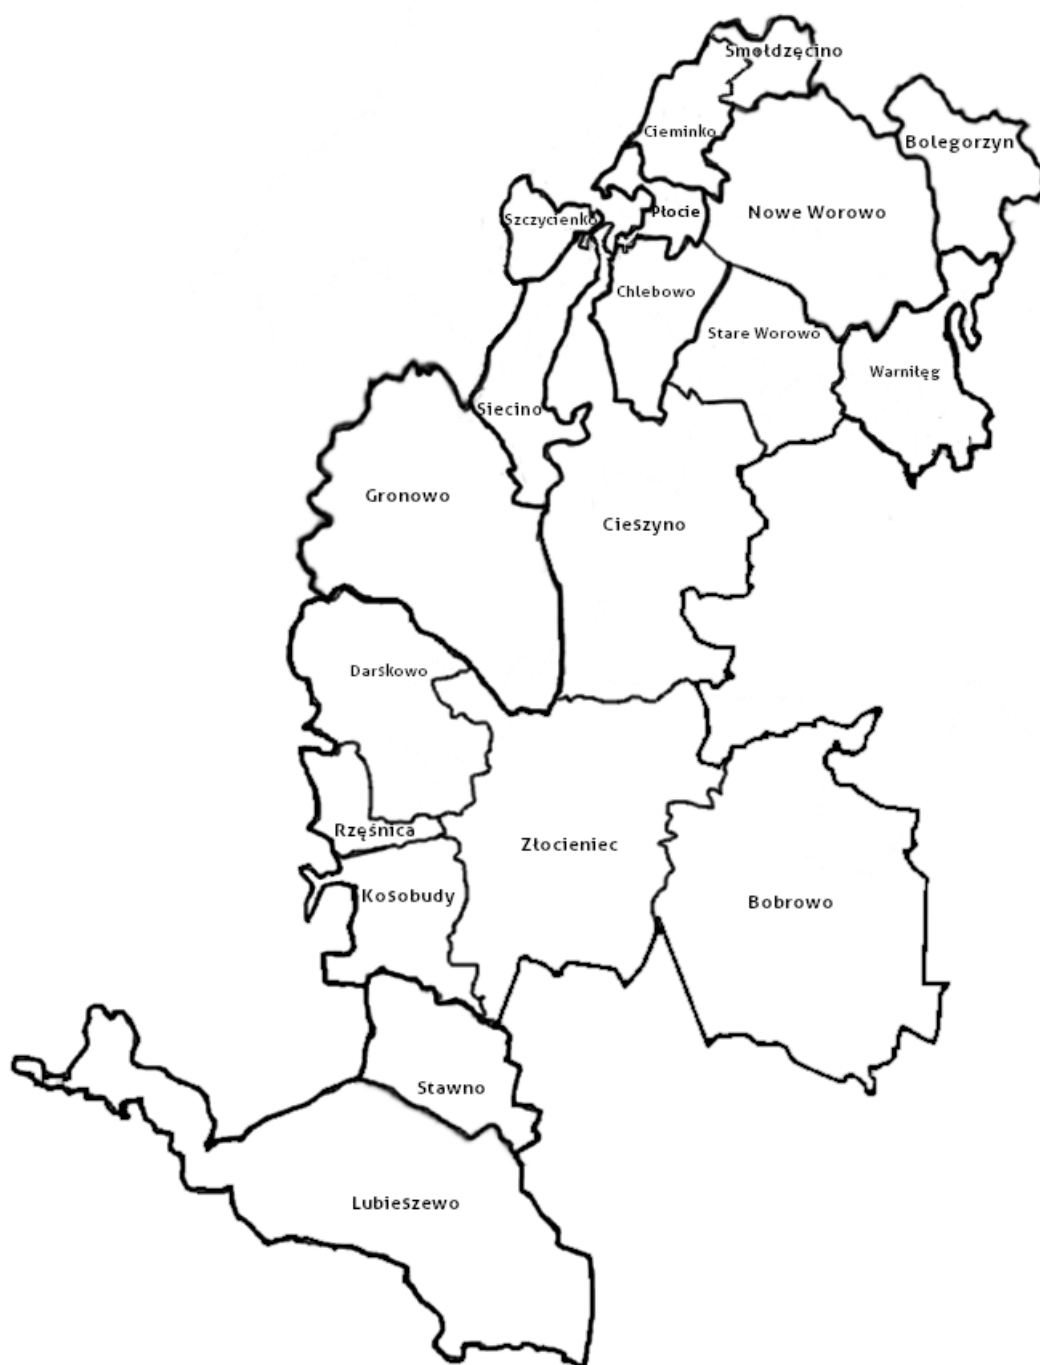 Smołdzęcino
Cieminko
Bolegorzyn
Szczycienko
Płocie
Nowe Worowo
Chlebowo
Stare Worowo
Warniłęg
Siecino
Gronowo
Cieszyno
Darskowo
Rzęśnica
Złocieniec
Kosobudy
Bobrowo
Stawno
Lubieszewo